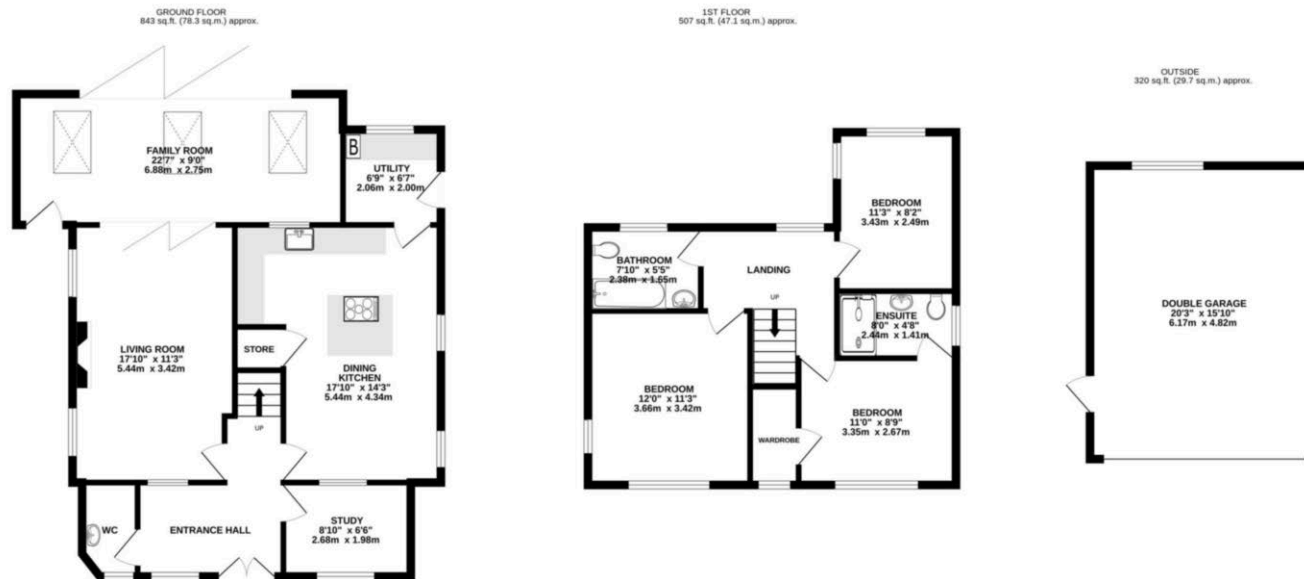 GROUND FLOOR
843 sq.ft. (78.3 sq.m.) approx.
FAMILY ROOM
22'7" x 9'0"
6.88m x 2.75m
B
UTILITY
6'9" x 6'7"
2.06m x 2.00m
LIVING ROOM
17'10" x 11'3"
5.44m x 3.42m
STORE
DINING
KITCHEN
17'10" x 14'3"
5.44m x 4.34m
UP
WC
ENTRANCE HALL
STUDY
8'10" x 6'6"
2.68m x 1.98m
1ST FLOOR
507 sq.ft. (47.1 sq.m.) approx.
BEDROOM
11'3" x 8'2"
3.43m x 2.49m
BATHROOM
7'10" x 5'5"
2.38m x 1.65m
LANDING
UP
ENSUITE
8'0" x 4'8"
2.44m x 1.41m
BEDROOM
12'0" x 11'3"
3.66m x 3.42m
BEDROOM
11'0" x 8'9"
3.35m x 2.67m
WARDROBE
OUTSIDE
320 sq.ft. (29.7 sq.m.) approx.
DOUBLE GARAGE
20'3" x 15'10"
6.17m x 4.82m